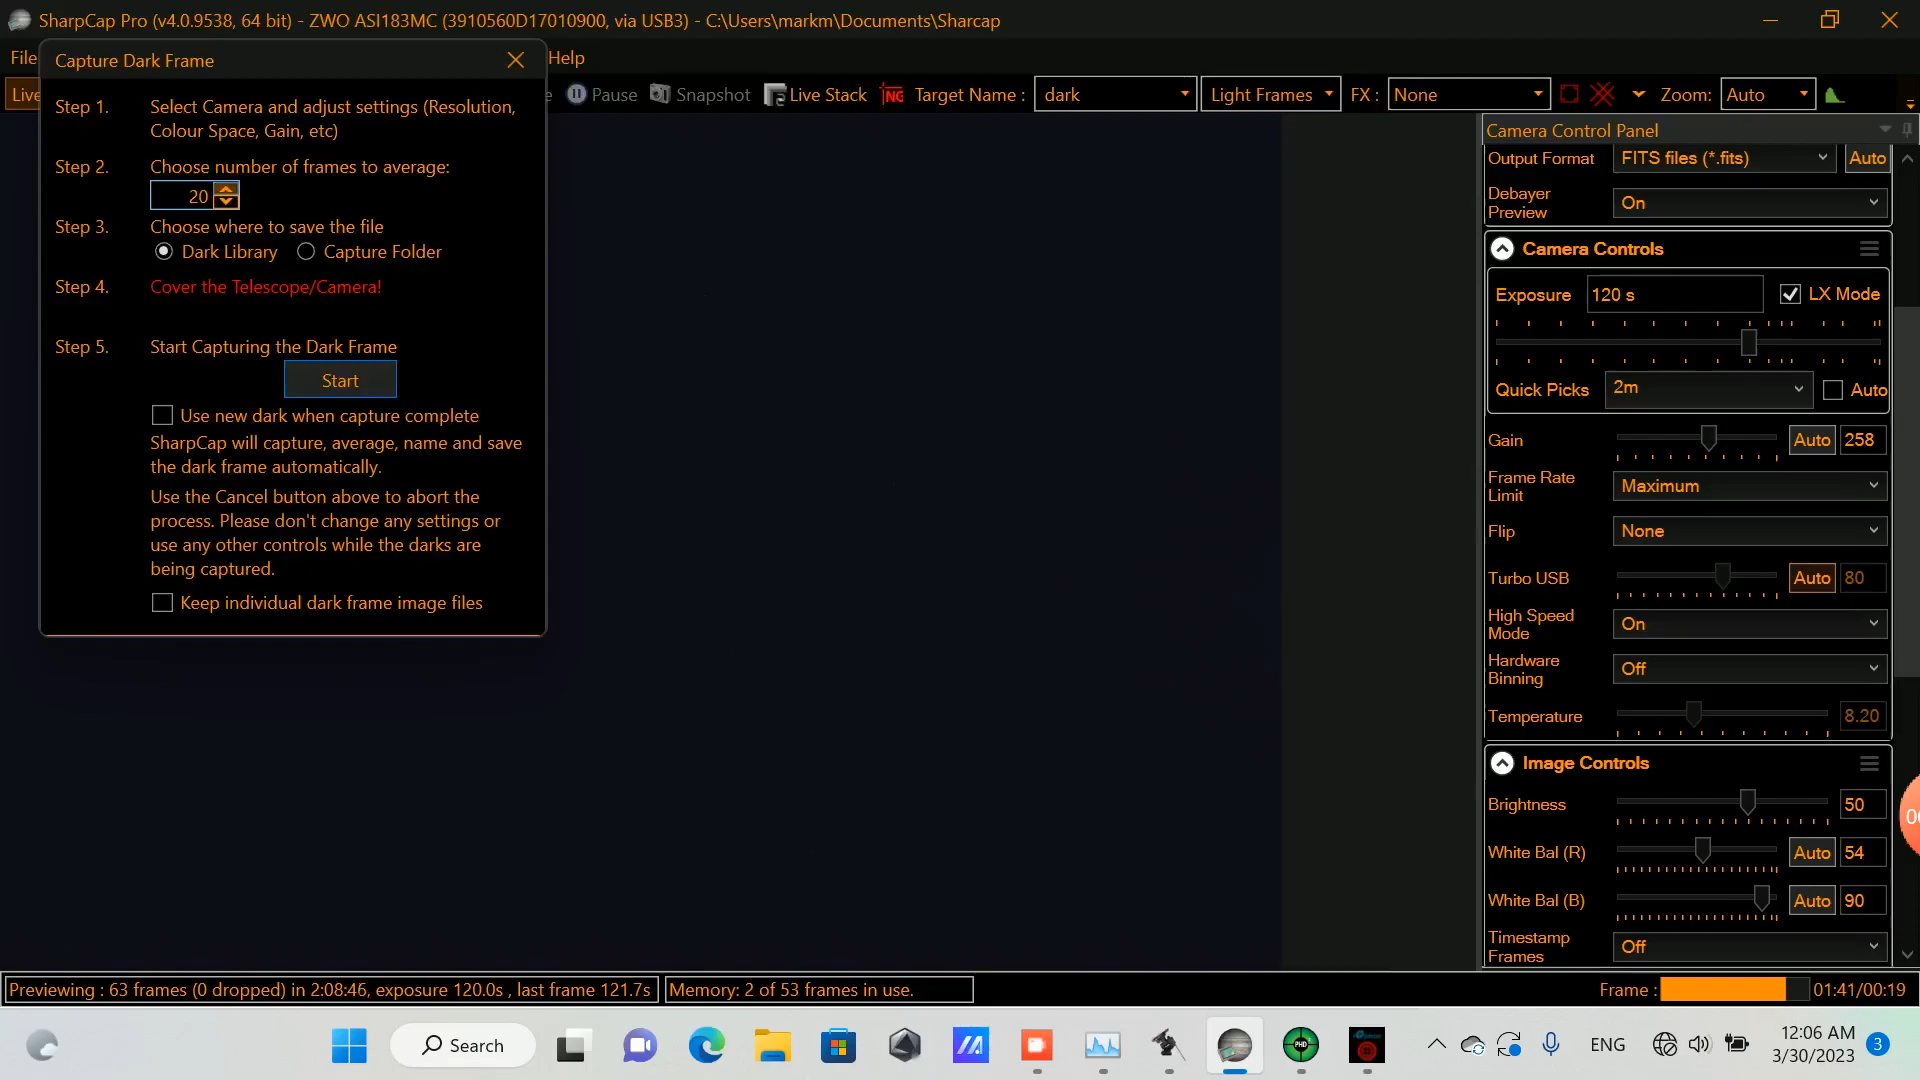 SharpCap Pro (v4.0.9538, 64 bit) - ZWO ASI183MC (3910560D17010900, via USB3) - C:\Users\markm\Documents\Sharcap
File
Help
Capture Dark Frame
Live
Pause
Snapshot
Live Stack
Target Name :
dark
Light Frames
FX :
None
Zoom:
Auto
Step 1.
Select Camera and adjust settings (Resolution,
Colour Space, Gain, etc)
Step 2.
Choose number of frames to average:
20
Step 3.
Choose where to save the file
Dark Library
Capture Folder
Step 4.
Cover the Telescope/Camera!
Step 5.
Start Capturing the Dark Frame
Start
Use new dark when capture complete
SharpCap will capture, average, name and save
the dark frame automatically.
Use the Cancel button above to abort the
process. Please don't change any settings or
use any other controls while the darks are
being captured.
Keep individual dark frame image files
Camera Control Panel
Output Format
FITS files (*.fits)
Auto
Debayer
Preview
On
Camera Controls
Exposure
120 s
LX Mode
Quick Picks
2m
Auto
Gain
Auto
258
Frame Rate
Limit
Maximum
Flip
None
Turbo USB
Auto
80
High Speed
Mode
On
Hardware
Binning
Off
Temperature
8.20
Image Controls
Brightness
50
White Bal (R)
Auto
54
White Bal (B)
Auto
90
Timestamp
Frames
Off
Previewing : 63 frames (0 dropped) in 2:08:46, exposure 120.0s , last frame 121.7s
Memory: 2 of 53 frames in use.
Frame :
01:41/00:19
Search
PHD
ENG
12:06 AM
3/30/2023
3